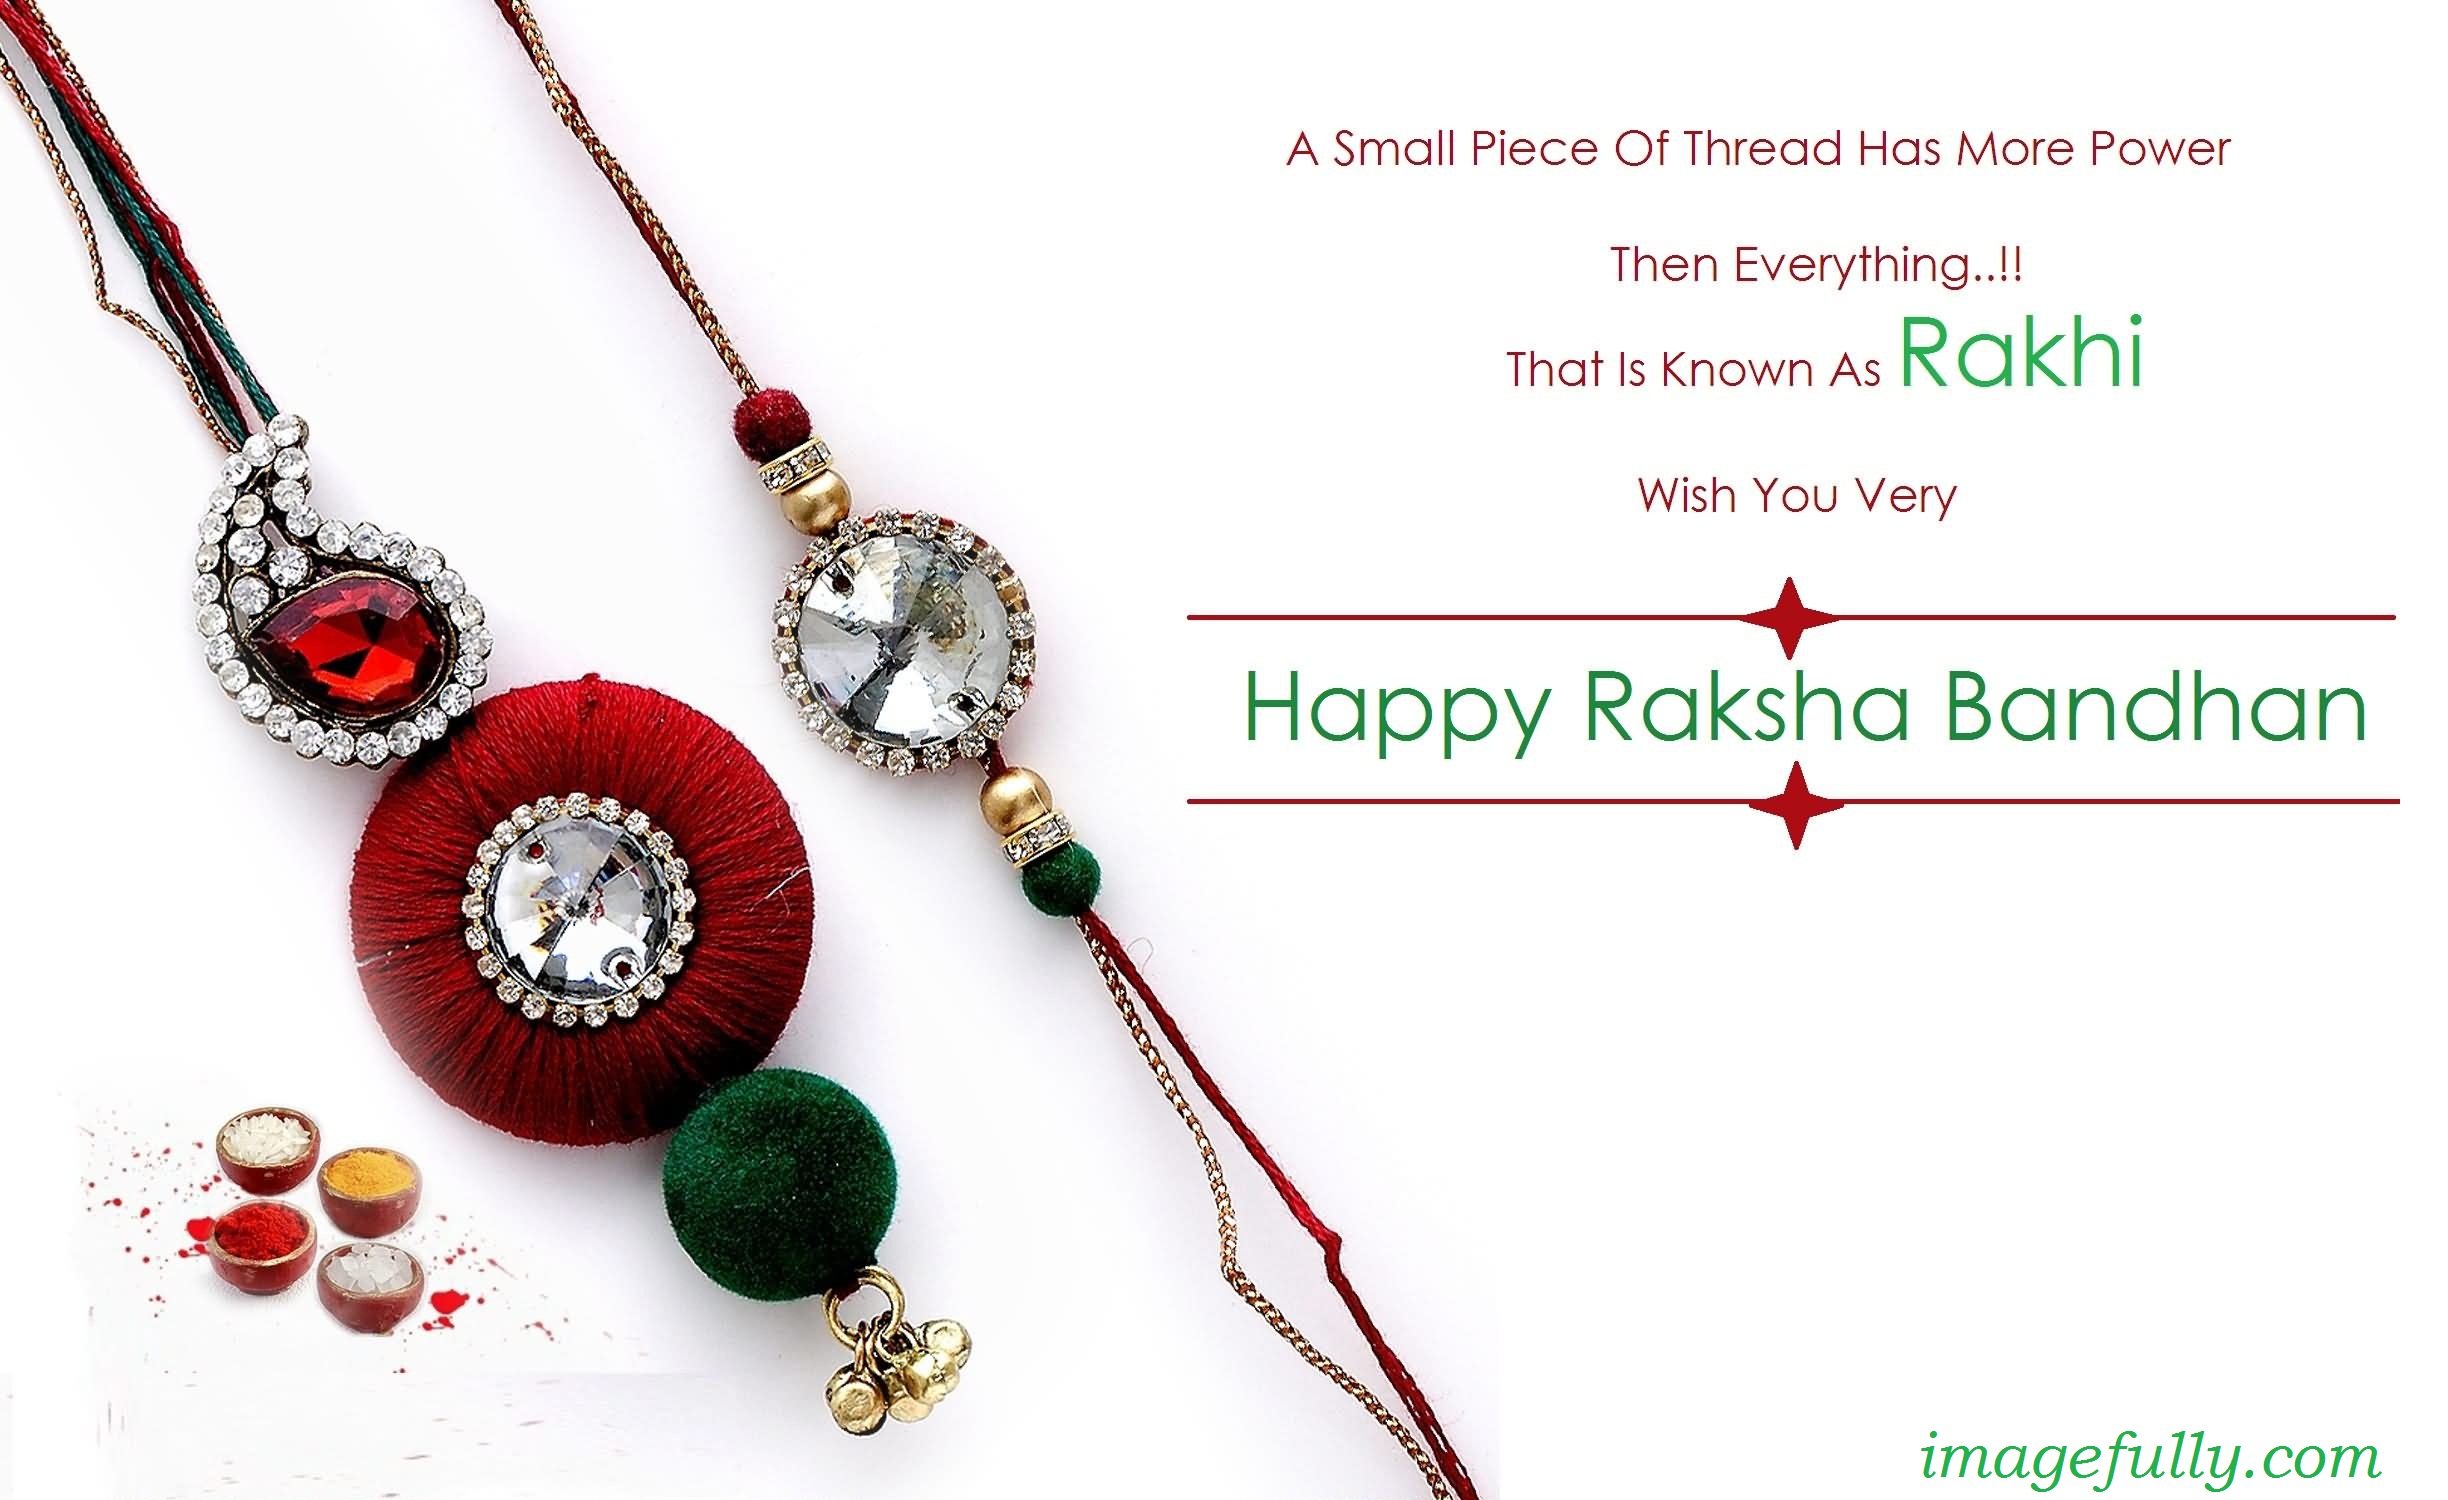 A Small Piece Of Thread Has More Power
Then Everything..!!
That Is Known As Rakhi
Wish You Very
Happy Raksha Bandhan
imagefully.com